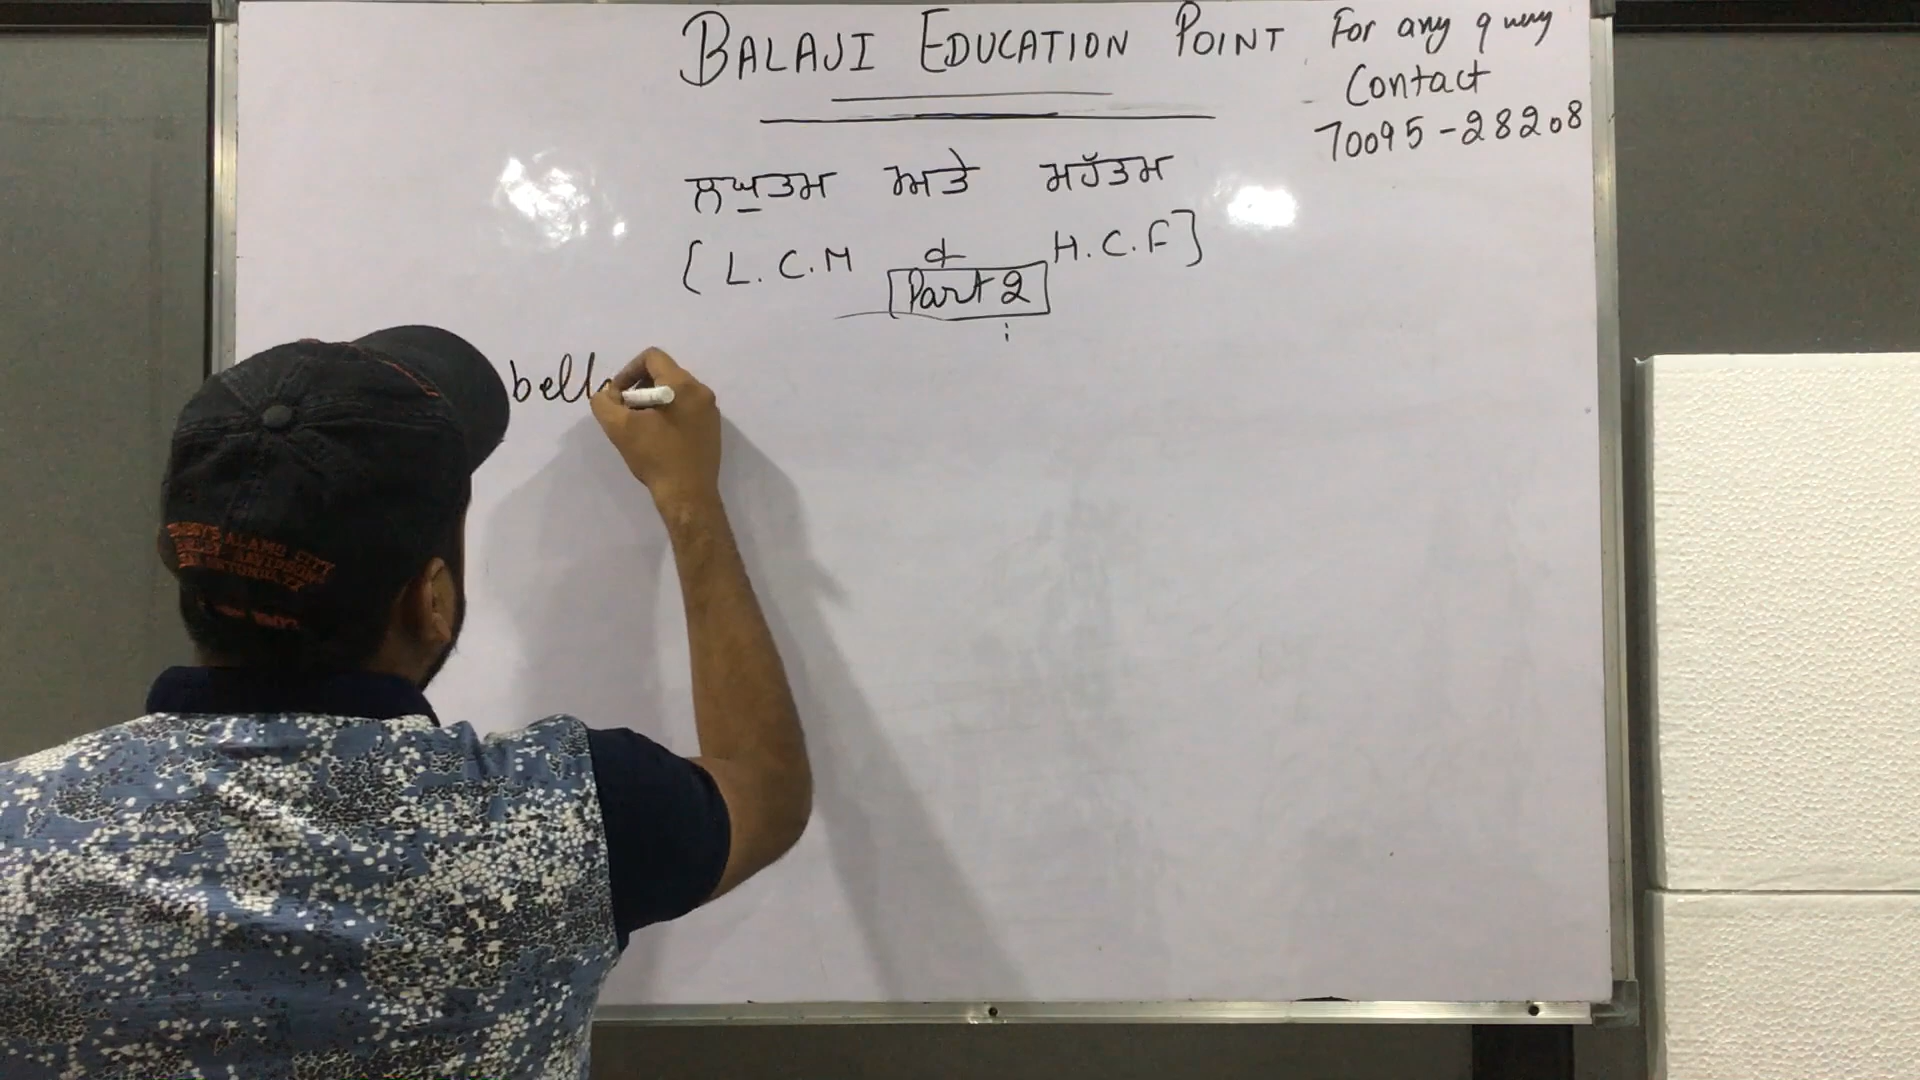 BALAJI EDUCATION POINT
For any query
Contact
70095-28208
ਲਘੁਤਮ ਅਤੇ ਮਹੱਤਮ
[L.C.M & H.C.F]
Part 2
bell